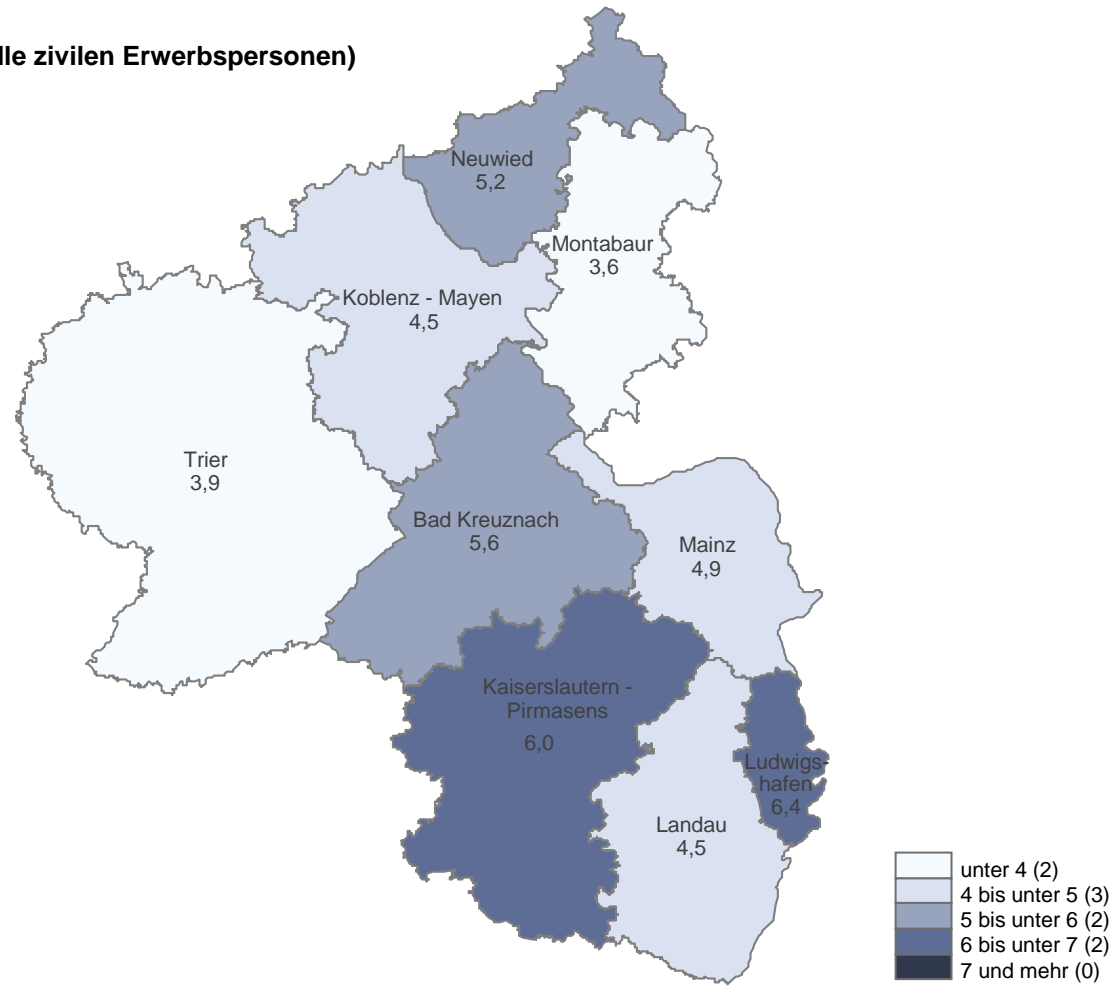 lle zivilen Erwerbspersonen)
Neuwied
5,2
Montabaur
3,6
Koblenz - Mayen
4,5
Trier
3,9
Bad Kreuznach
5,6
Mainz
4,9
Kaiserslautern -
Pirmasens
6,0
Ludwigs-
hafen
6,4
Landau
4,5
unter 4 (2)
4 bis unter 5 (3)
5 bis unter 6 (2)
6 bis unter 7 (2)
7 und mehr (0)